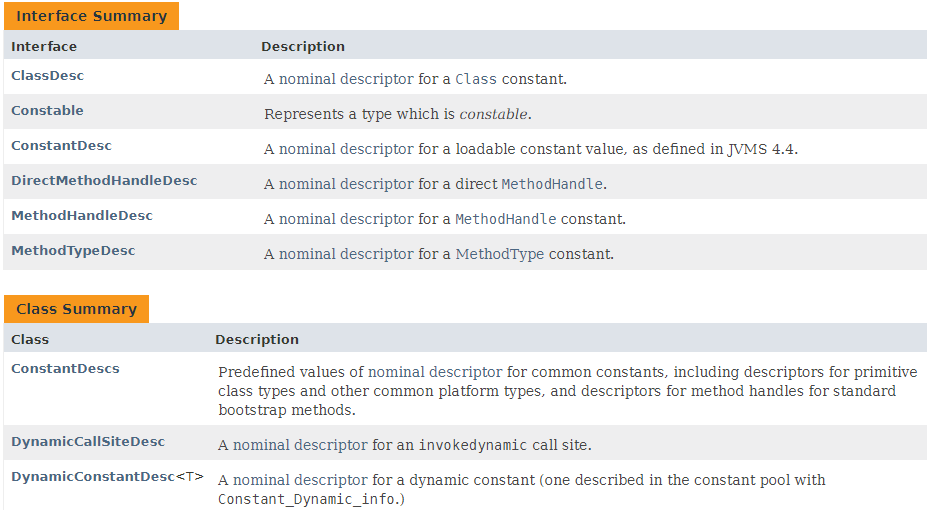 Interface Summary
Interface Description
ClassDesc A nominal descriptor for a Class constant.
Constable Represents a type which is constable.
ConstantDesc A nominal descriptor for a loadable constant value, as defined in JVMS 4.4.
DirectMethodHandleDesc A nominal descriptor for a direct MethodHandle.
MethodHandleDesc A nominal descriptor for a MethodHandle constant.
MethodTypeDesc A nominal descriptor for a MethodType constant.
Class Summary
Class Description
ConstantDescs Predefined values of nominal descriptor for common constants, including descriptors for primitive
class types and other common platform types, and descriptors for method handles for standard
bootstrap methods.
DynamicCallSiteDesc A nominal descriptor for an invokedynamic call site.
DynamicConstantDesc<T> A nominal descriptor for a dynamic constant (one described in the constant pool with
Constant_Dynamic_info.)